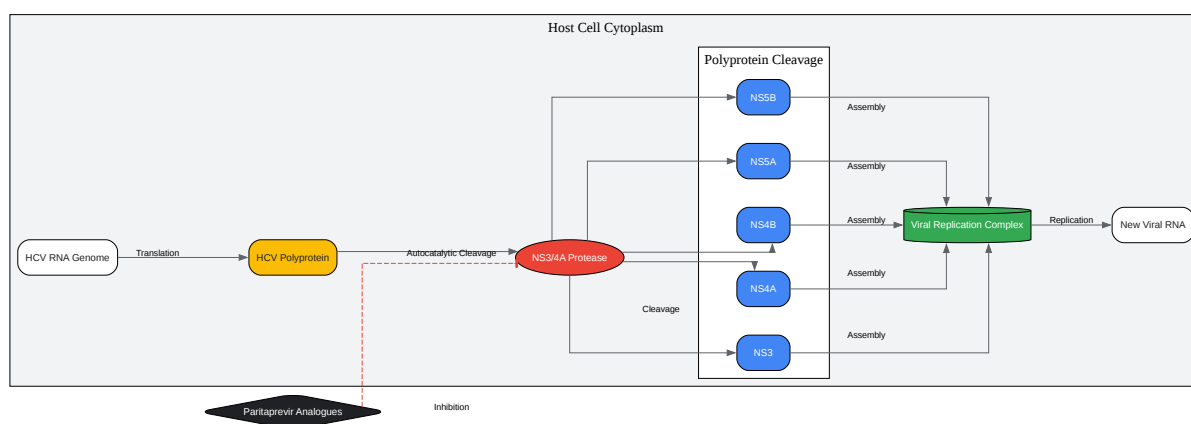 Host Cell Cytoplasm
Polyprotein Cleavage
NS5B
Assembly
NS5A
Assembly
NS4B
Assembly
Viral Replication Complex
Replication
New Viral RNA
HCV RNA Genome
Translation
HCV Polyprotein
Autocatalytic Cleavage
NS3/4A Protease
NS4A
Assembly
Cleavage
NS3
Assembly
Paritaprevir Analogues
Inhibition